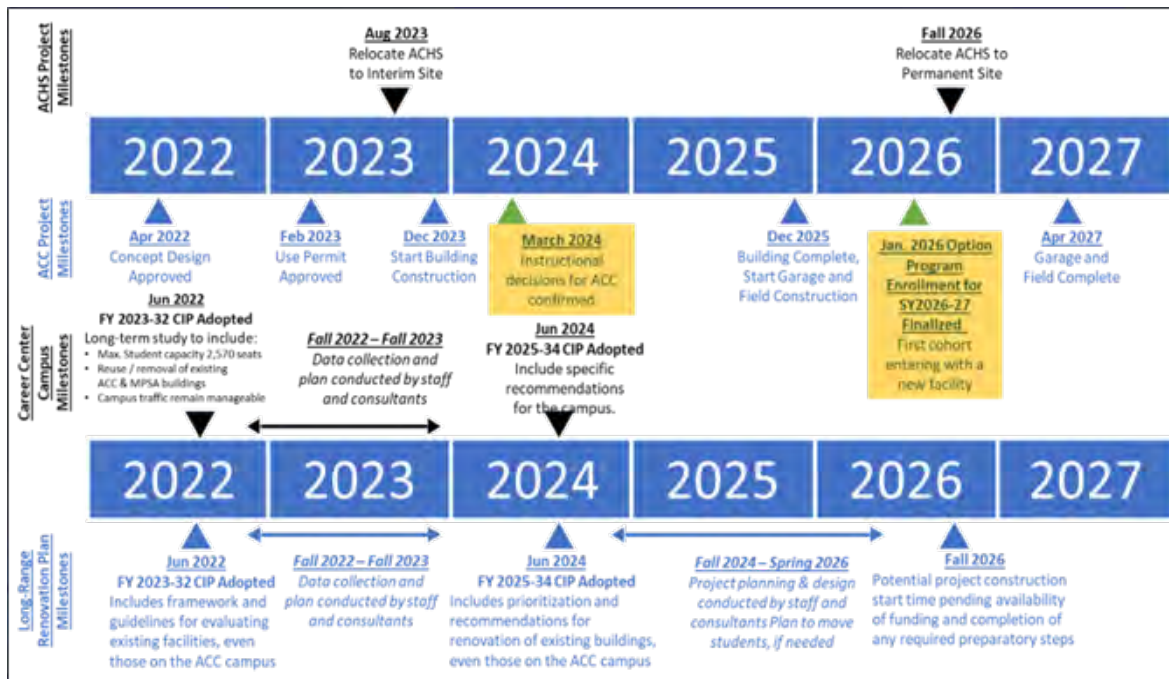 ACHS Project
Milestones
Aug 2023
Relocate ACHS
to Interim Site
Fall 2026
Relocate ACHS to
Permanent Site
2022
2023
2024
2025
2026
2027
ACC Project
Milestones
Apr 2022
Concept Design
Approved
Feb 2023
Use Permit
Approved
Dec 2023
Start Building
Construction
March 2024
Instructional
decisions for ACC
confirmed
Dec 2025
Building Complete,
Start Garage and
Field Construction
Jan. 2026 Option
Program
Enrollment for
SY2026-27
Finalized
First cohort
entering with a
new facility
Apr 2027
Garage and
Field Complete
Career Center
Campus
Milestones
Jun 2022
FY 2023-32 CIP Adopted
Long-term study to include:
• Max. Student capacity 2,570 seats
• Reuse / removal of existing
ACC & MPSA buildings
• Campus traffic remain manageable
Fall 2022 – Fall 2023
Data collection and
plan conducted by staff
and consultants
Jun 2024
FY 2025-34 CIP Adopted
Include specific
recommendations
for the campus.
2022
2023
2024
2025
2026
2027
Long-Range
Renovation Plan
Milestones
Jun 2022
FY 2023-32 CIP Adopted
Includes framework and
guidelines for evaluating
existing facilities, even
those on the ACC campus
Fall 2022 – Fall 2023
Data collection and
plan conducted by staff
and consultants
Jun 2024
FY 2025-34 CIP Adopted
Includes prioritization and
recommendations for
renovation of existing buildings,
even those on the ACC campus
Fall 2024 – Spring 2026
Project planning & design
conducted by staff and
consultants Plan to move
students, if needed
Fall 2026
Potential project construction
start time pending availability
of funding and completion of
any required preparatory steps